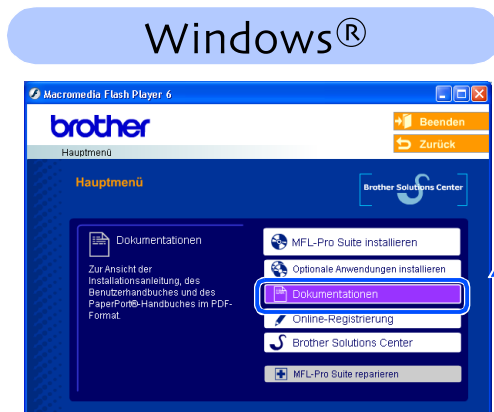 Windows®
Macromedia Flash Player 6
brother
Beenden
Zurück
Hauptmenü
Hauptmenü
Brother Solutions Center
Dokumentationen
Zur Ansicht der
Installationsanleitung, des
Benutzerhandbuches und des
PaperPort®-Handbuches im PDF-
Format.
MFL-Pro Suite installieren
Optionale Anwendungen installieren
Dokumentationen
Online-Registrierung
Brother Solutions Center
MFL-Pro Suite reparieren